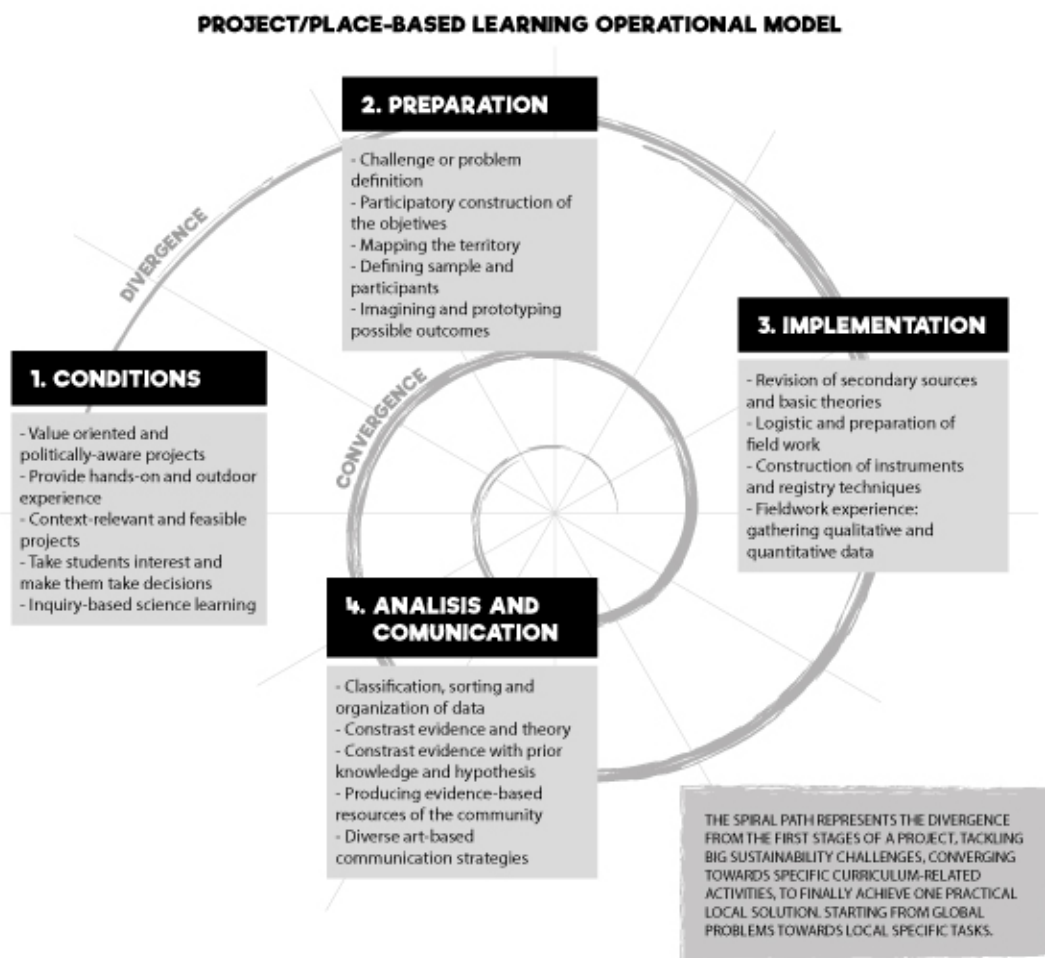 PROJECT/PLACE-BASED LEARNING OPERATIONAL MODEL
DIVERGENCE
CONVERGENCE
1. CONDITIONS
- Value oriented and
politically-aware projects
- Provide hands-on and outdoor
experience
- Context-relevant and feasible
projects
- Take students interest and
make them take decisions
- Inquiry-based science learning
2. PREPARATION
- Challenge or problem
definition
- Participatory construction of
the objetives
- Mapping the territory
- Defining sample and
participants
- Imagining and prototyping
possible outcomes
3. IMPLEMENTATION
- Revision of secondary sources
and basic theories
- Logistic and preparation of
field work
- Construction of instruments
and registry techniques
- Fieldwork experience:
gathering qualitative and
quantitative data
4. ANALISIS AND
COMUNICATION
- Classification, sorting and
organization of data
- Constrast evidence and theory
- Constrast evidence with prior
knowledge and hypothesis
- Producing evidence-based
resources of the community
- Diverse art-based
communication strategies
THE SPIRAL PATH REPRESENTS THE DIVERGENCE
FROM THE FIRST STAGES OF A PROJECT, TACKLING
BIG SUSTAINABILITY CHALLENGES, CONVERGING
TOWARDS SPECIFIC CURRICULUM-RELATED
ACTIVITIES, TO FINALLY ACHIEVE ONE PRACTICAL
LOCAL SOLUTION. STARTING FROM GLOBAL
PROBLEMS TOWARDS LOCAL SPECIFIC TASKS.